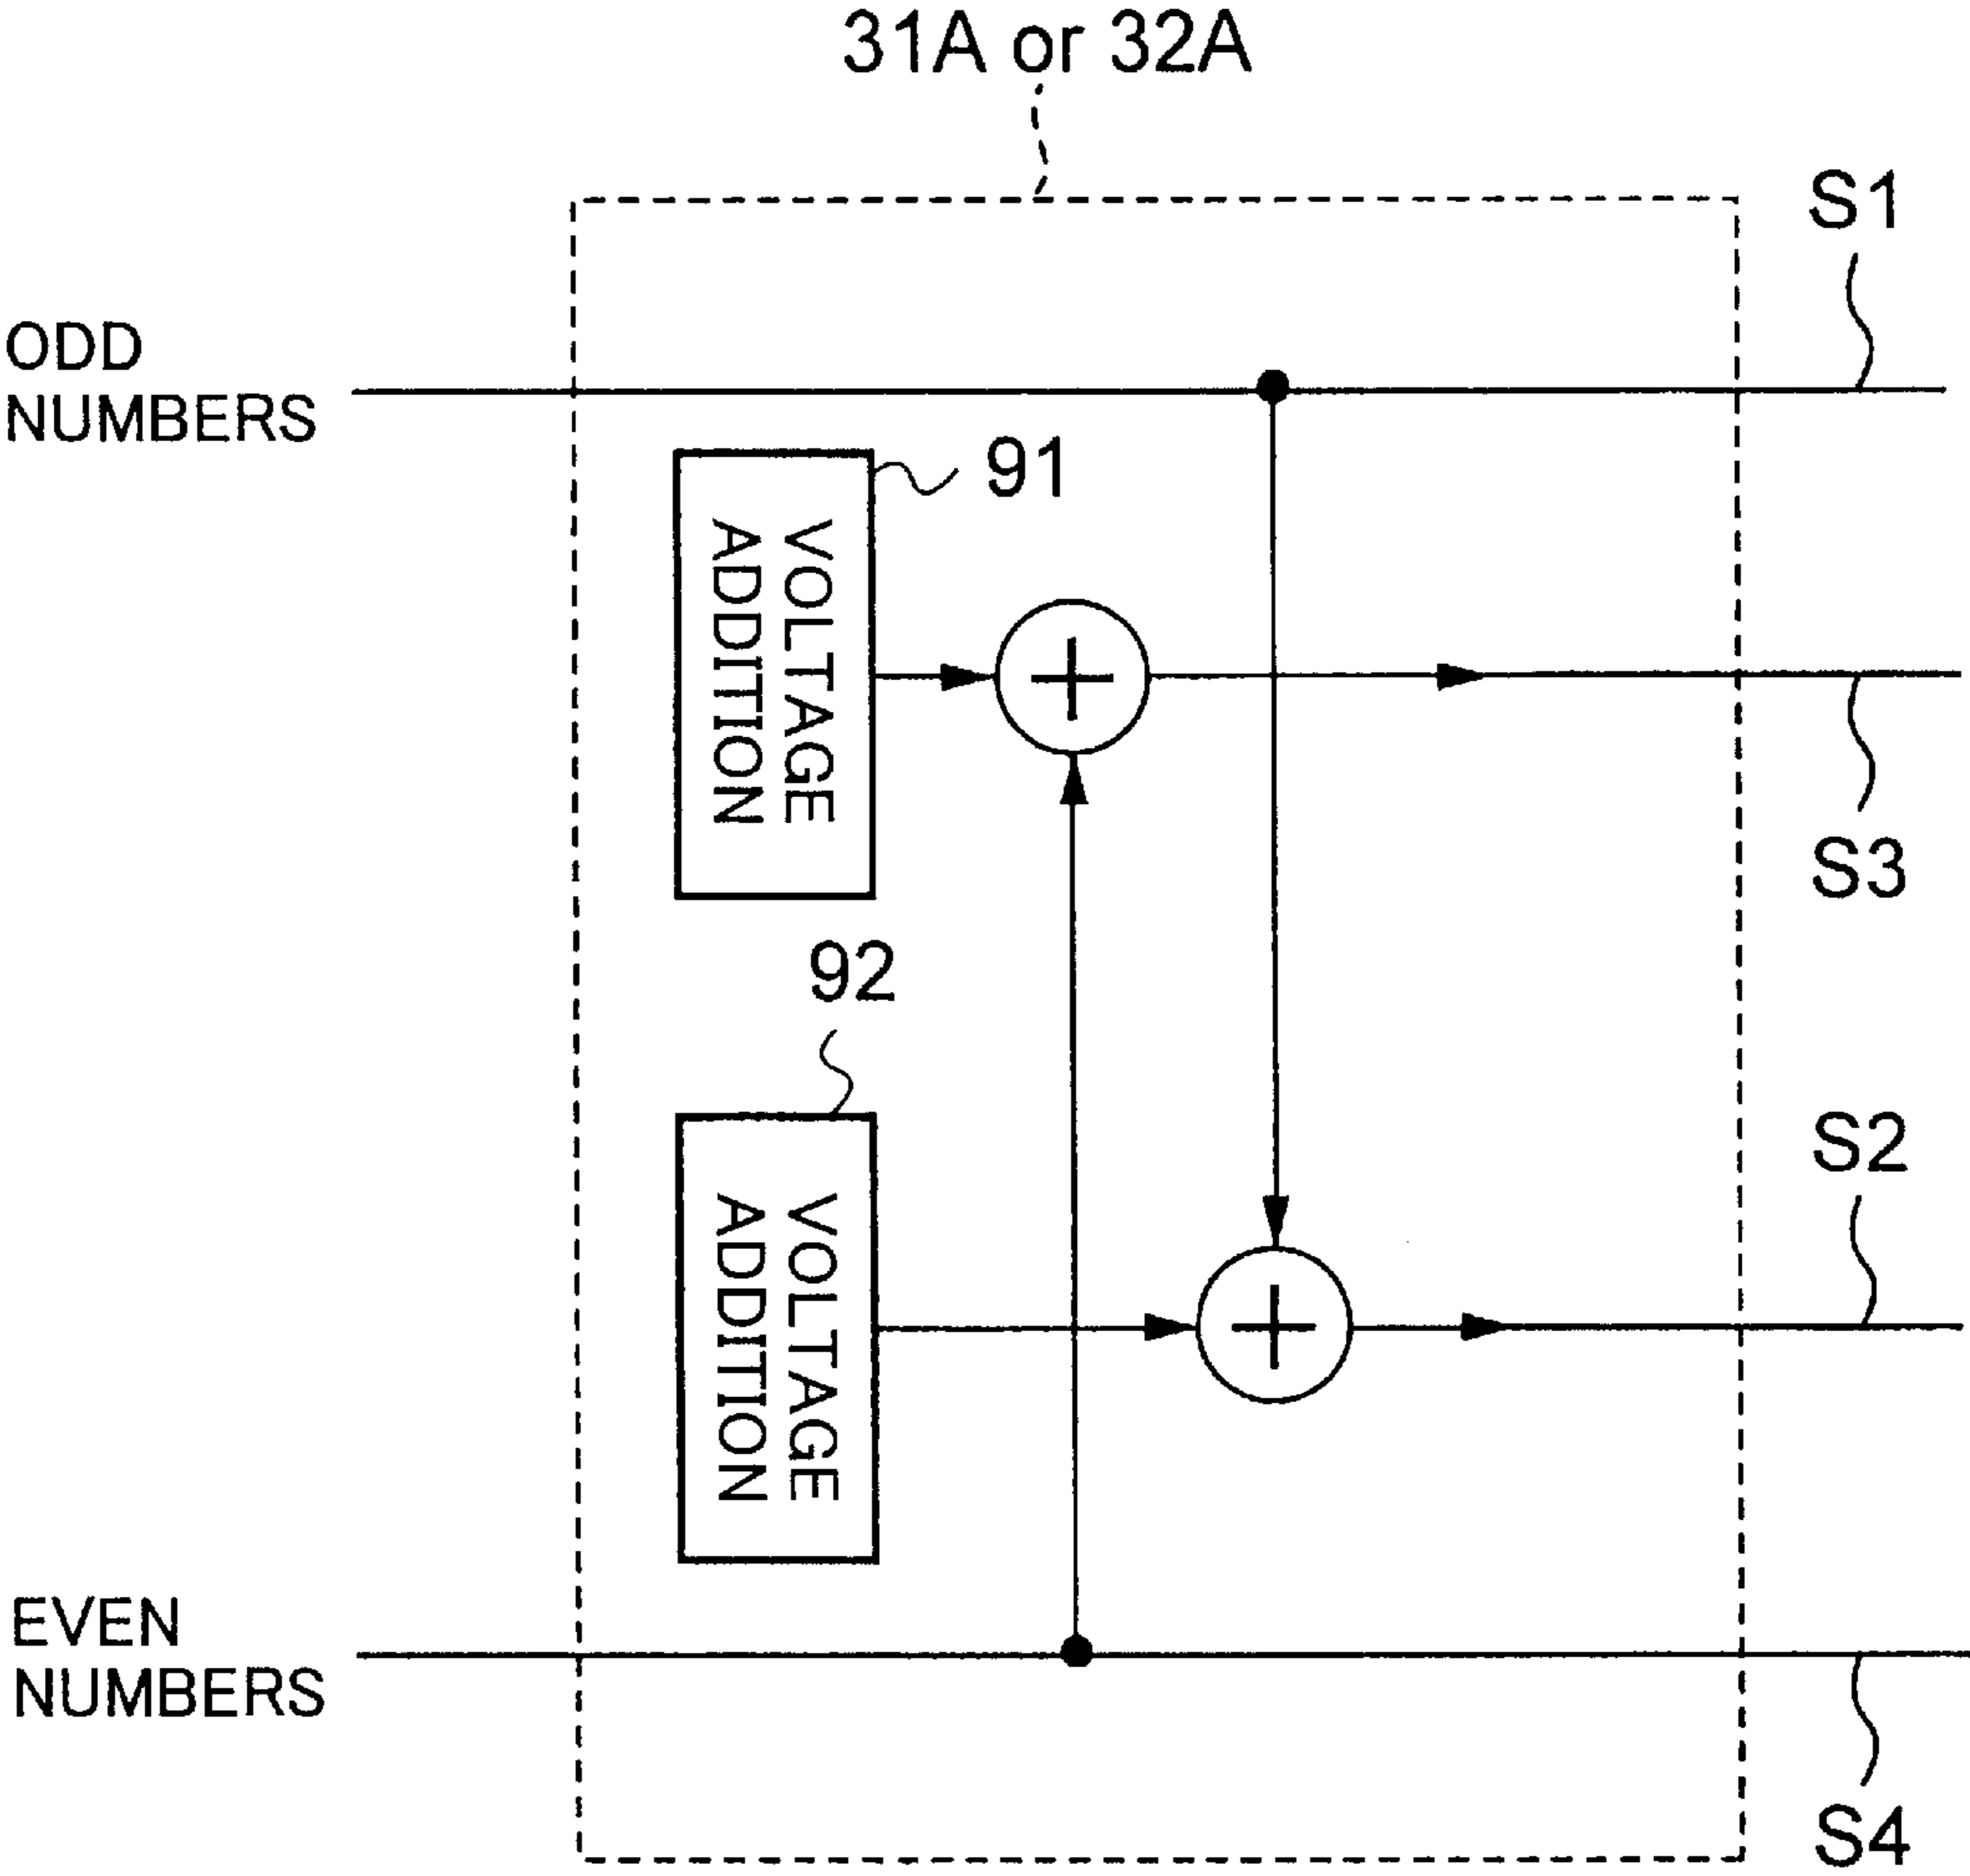 31A or 32A
S1
ODD
NUMBERS
91
VOLTAGE
ADDITION
S3
92
S2
VOLTAGE
ADDITION
EVEN
NUMBERS
S4